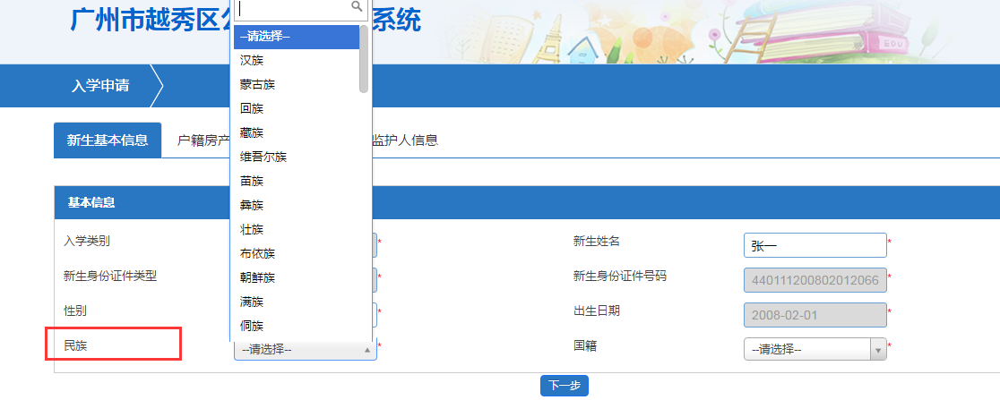 广州市越秀区公
系统
EDU
入学申请
--请选择--
汉族
蒙古族
回族
藏族
维吾尔族
苗族
彝族
壮族
布依族
朝鲜族
满族
侗族
新生基本信息
户籍房产
监护人信息
基本信息
入学类别
*
新生姓名
张一
*
新生身份证件类型
*
新生身份证件号码
440111200802012066
*
性别
*
出生日期
2008-02-01
*
民族
--请选择--
*
国籍
--请选择--
*
下一步